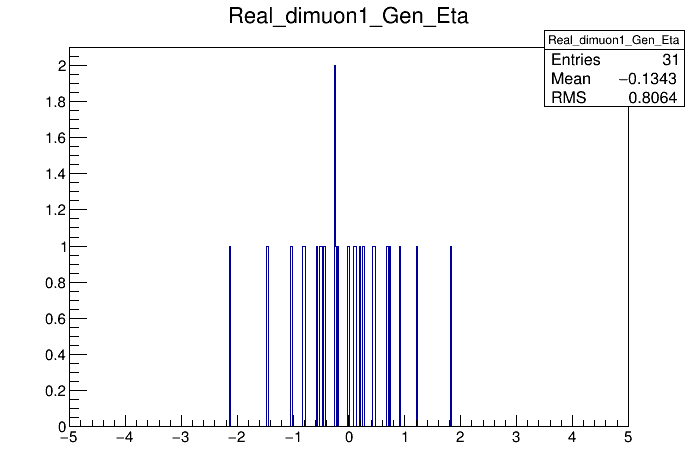 Real_dimuon1_Gen_Eta
Real_dimuon1_Gen_Eta
Entries 31
Mean −0.1343
RMS 0.8064
2
1.8
1.6
1.4
1.2
1
0.8
0.6
0.4
0.2
0
−5 −4 −3 −2 −1 0 1 2 3 4 5